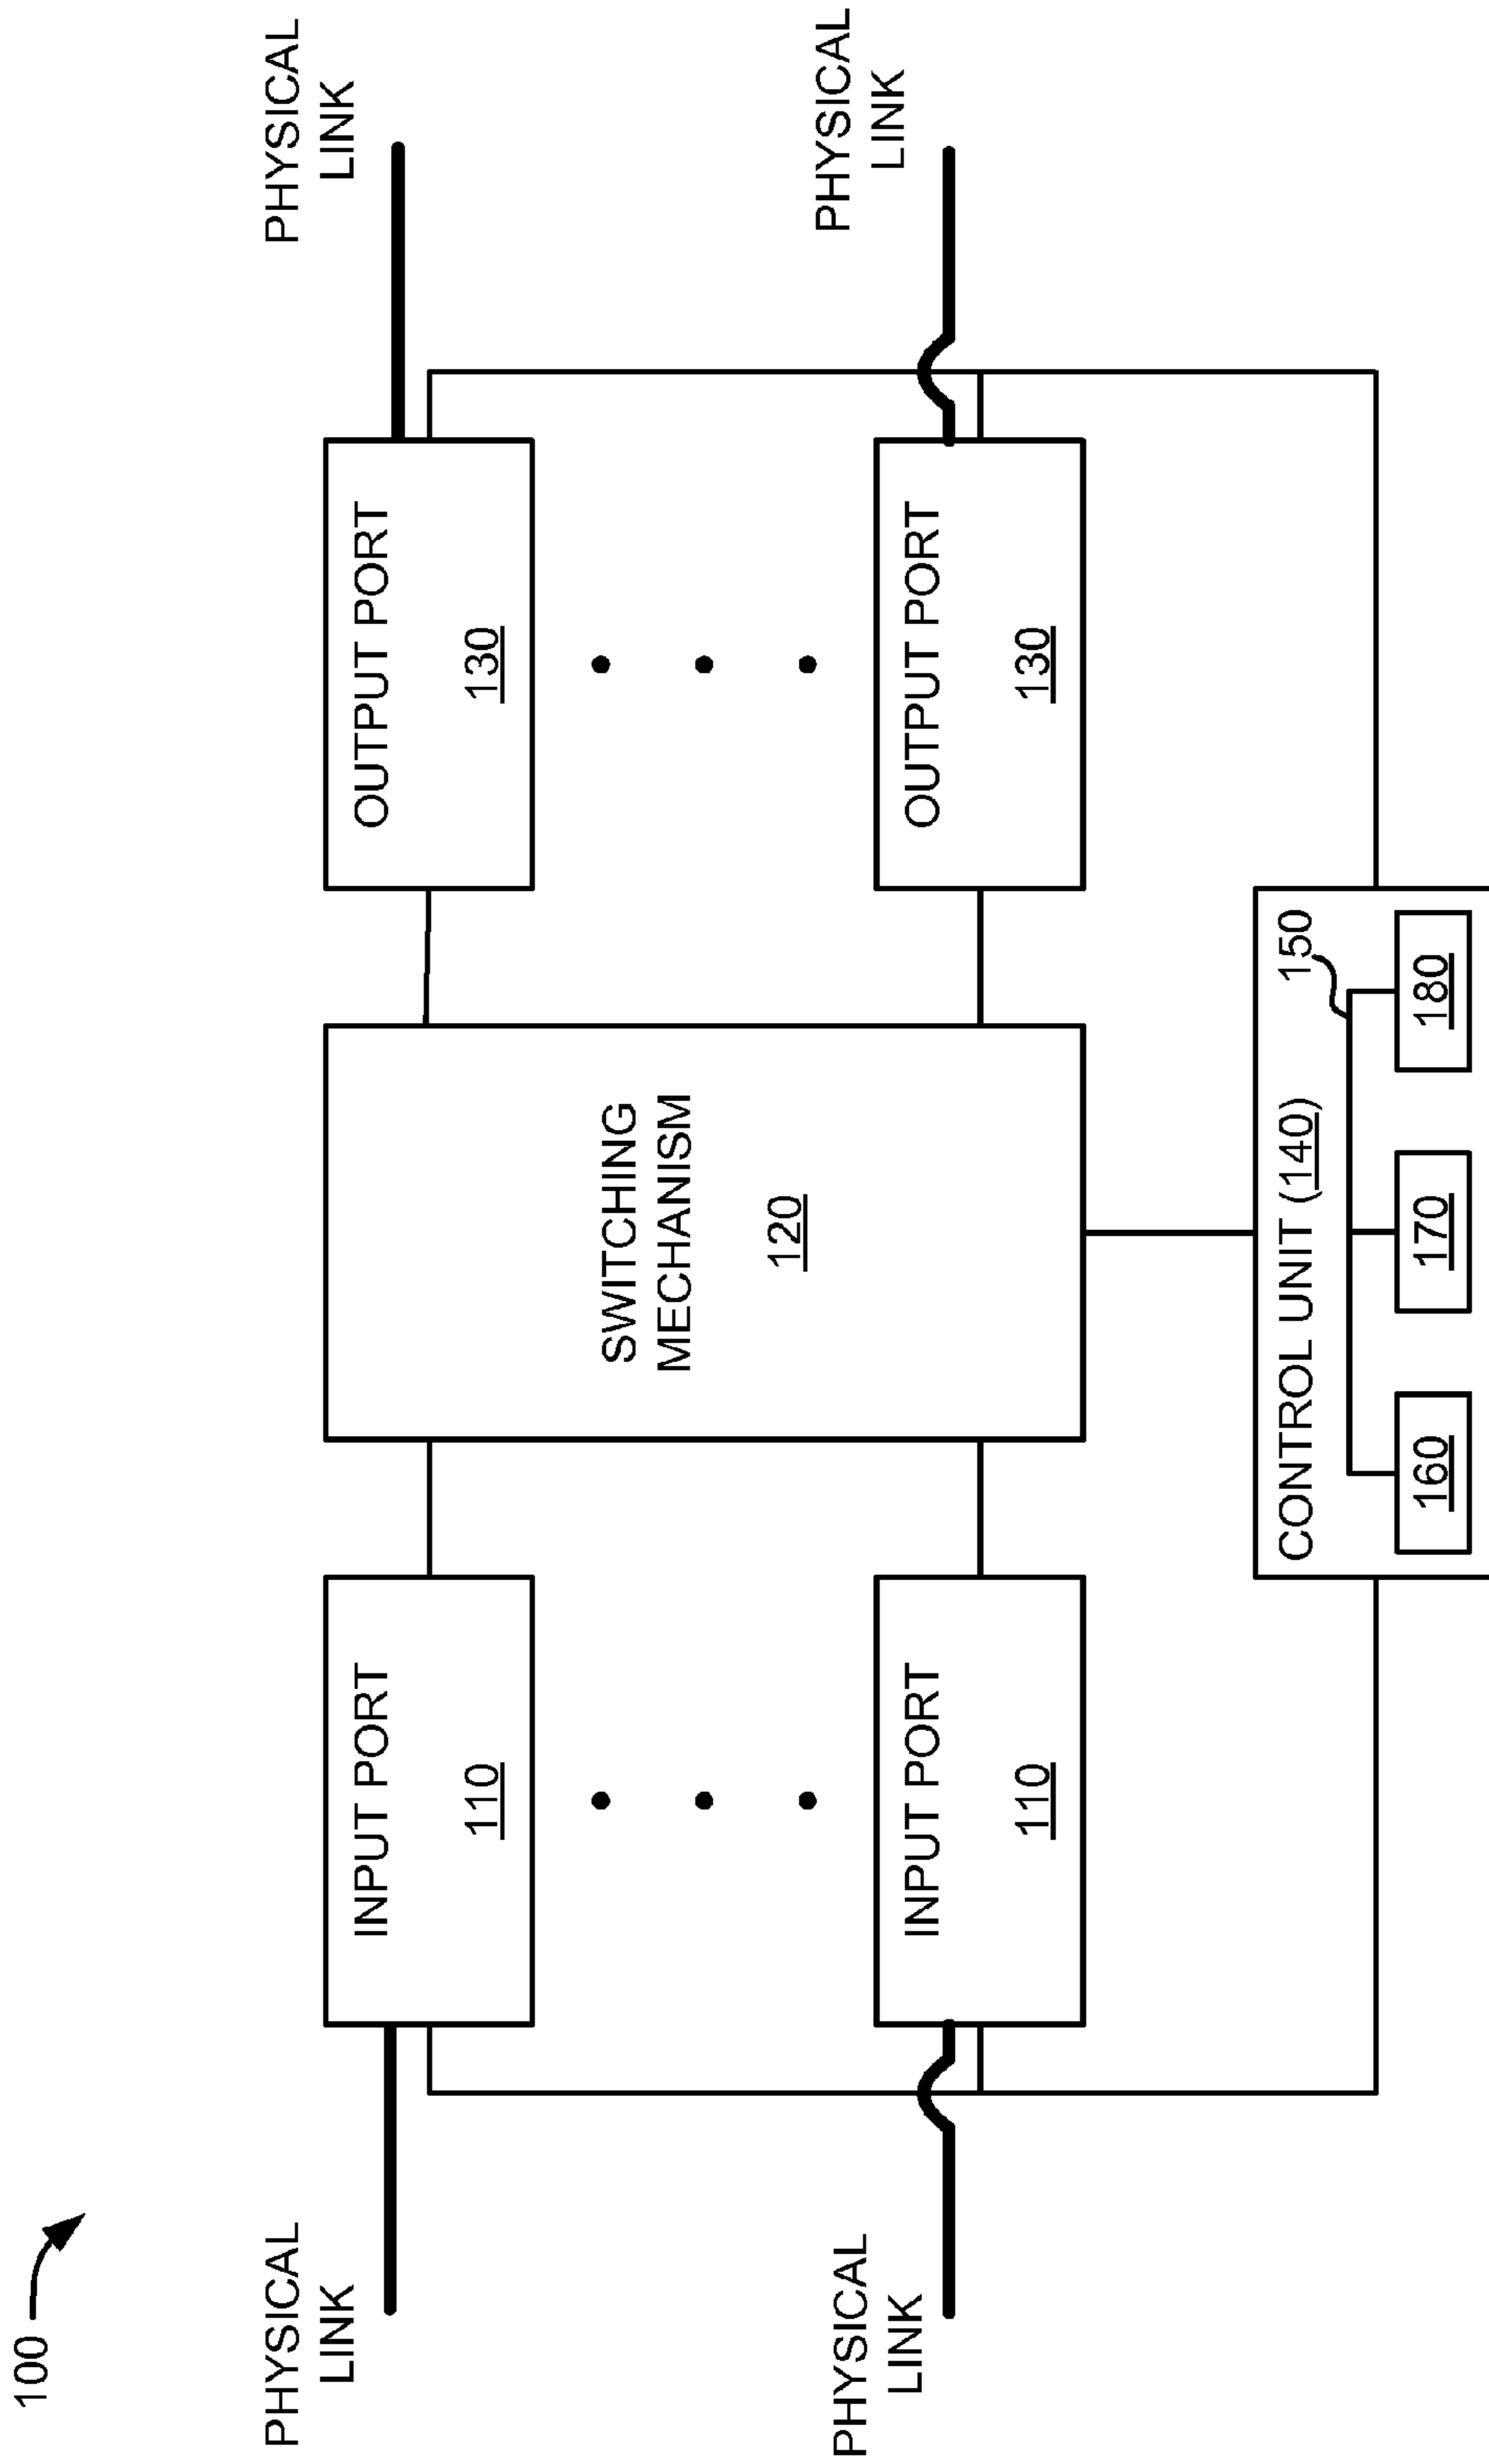 100
PHYSICAL
LINK
PHYSICAL
LINK
INPUT PORT
110
OUTPUT PORT
130
SWITCHING
MECHANISM
120
PHYSICAL
LINK
PHYSICAL
LINK
INPUT PORT
110
OUTPUT PORT
130
CONTROL UNIT (140)
150
160
170
180